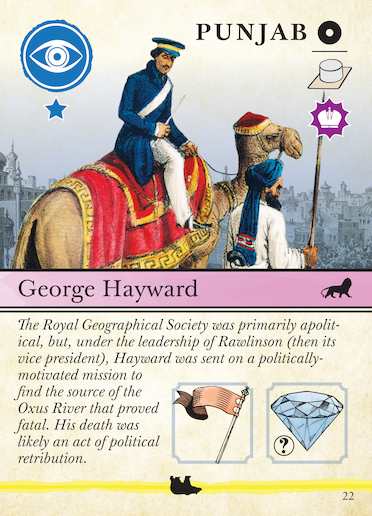 PUNJAB
George Hayward
The Royal Geographical Society was primarily apolit-
ical, but, under the leadership of Rawlinson (then its
vice president), Hayward was sent on a politically-
motivated mission to
find the source of the
Oxus River that proved
fatal. His death was
likely an act of political
retribution.
?
22